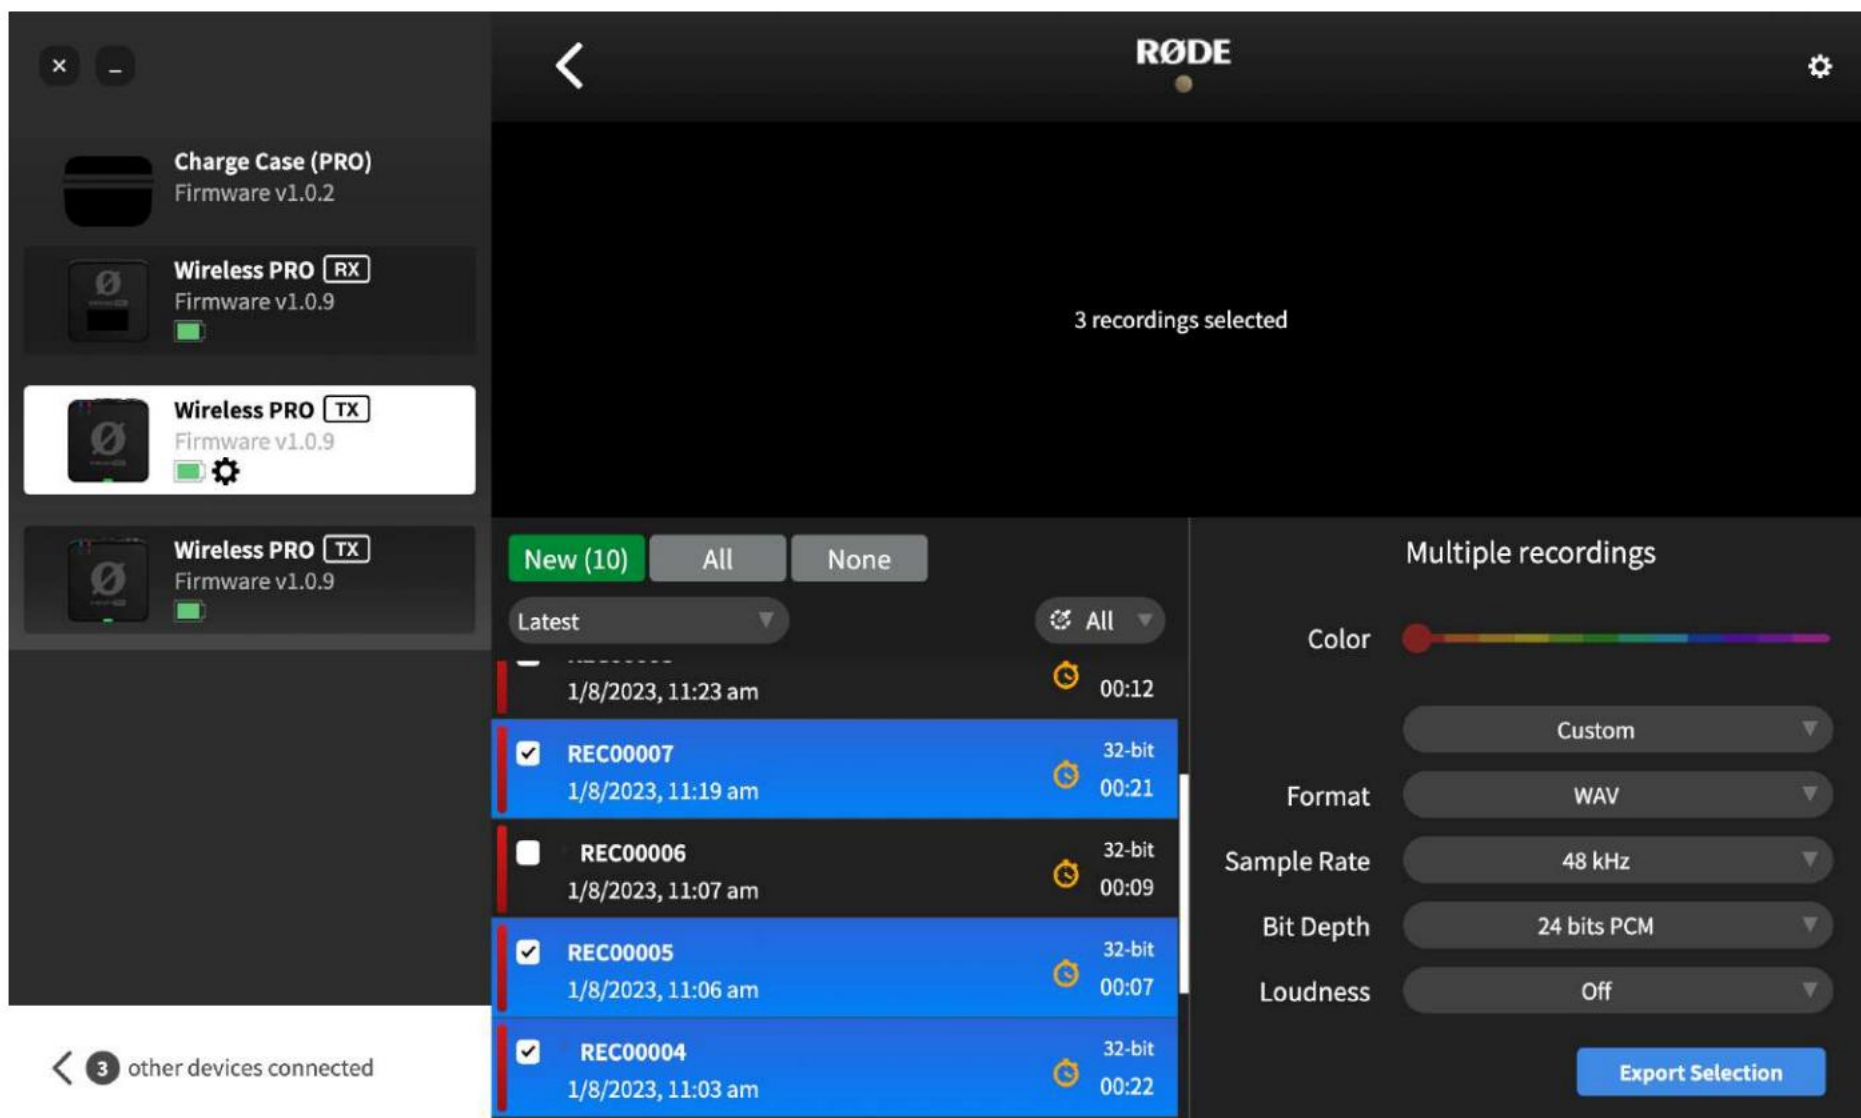 RØDE
Charge Case (PRO)
Firmware v1.0.2
Wireless PRO RX
Firmware v1.0.9
Wireless PRO TX
Firmware v1.0.9
Wireless PRO TX
Firmware v1.0.9
3 other devices connected
3 recordings selected
New (10) All None
Latest All
1/8/2023, 11:23 am 00:12
REC00007 32-bit
1/8/2023, 11:19 am 00:21
REC00006 32-bit
1/8/2023, 11:07 am 00:09
REC00005 32-bit
1/8/2023, 11:06 am 00:07
REC00004 32-bit
1/8/2023, 11:03 am 00:22
Multiple recordings
Color
Custom
Format WAV
Sample Rate 48 kHz
Bit Depth 24 bits PCM
Loudness Off
Export Selection